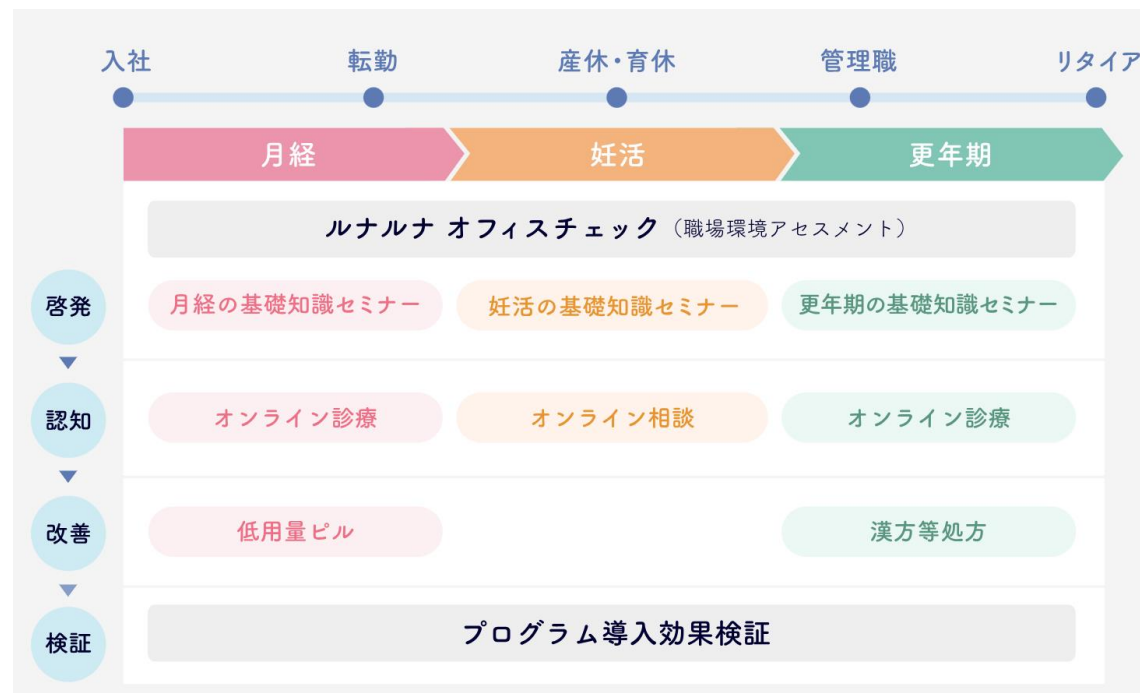 入社 転勤 産休・育休 管理職 リタイア
月経 妊活 更年期
ルナルナ オフィスチェック（職場環境アセスメント）
啓発 月経の基礎知識セミナー 妊活の基礎知識セミナー 更年期の基礎知識セミナー
認知 オンライン診療 オンライン相談 オンライン診療
改善 低用量ピル 漢方等処方
検証 プログラム導入効果検証